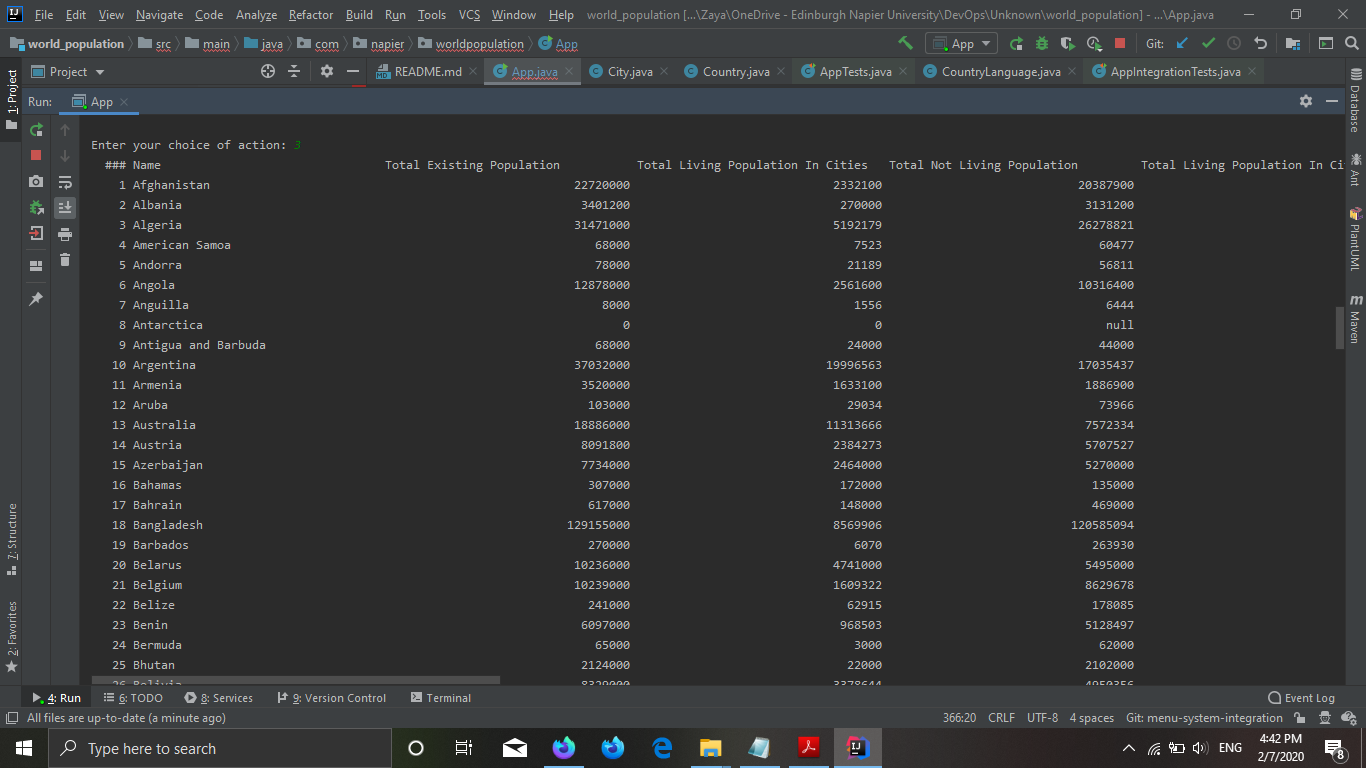 File Edit View Navigate Code Analyze Refactor Build Run Tools VCS Window Help world_population [...\Zaya\OneDrive - Edinburgh Napier University\DevOps\Unknown\world_population] - ...\App.java
world_population src main java com napier worldpopulation App App Git:
1: Project Project README.md App.java City.java Country.java AppTests.java CountryLanguage.java AppIntegrationTests.java Database
Run: App
Enter your choice of action: 3
### Name Total Existing Population Total Living Population In Cities Total Not Living Population Total Living Population In Ci
1 Afghanistan 22720000 2332100 20387900
2 Albania 3401200 270000 3131200
3 Algeria 31471000 5192179 26278821
4 American Samoa 68000 7523 60477
5 Andorra 78000 21189 56811
6 Angola 12878000 2561600 10316400
7 Anguilla 8000 1556 6444
8 Antarctica 0 0 null
9 Antigua and Barbuda 68000 24000 44000
10 Argentina 37032000 19996563 17035437
11 Armenia 3520000 1633100 1886900
12 Aruba 103000 29034 73966
13 Australia 18886000 11313666 7572334
14 Austria 8091800 2384273 5707527
15 Azerbaijan 7734000 2464000 5270000
16 Bahamas 307000 172000 135000
17 Bahrain 617000 148000 469000
18 Bangladesh 129155000 8569906 120585094
19 Barbados 270000 6070 263930
20 Belarus 10236000 4741000 5495000
21 Belgium 10239000 1609322 8629678
22 Belize 241000 62915 178085
23 Benin 6097000 968503 5128497
24 Bermuda 65000 3000 62000
25 Bhutan 2124000 22000 2102000
26 Bolivia 8329000 3378644 4950356
Ant
PlantUML
m Maven
7: Structure
2: Favorites
4: Run 6: TODO 8: Services 9: Version Control Terminal Event Log
All files are up-to-date (a minute ago) 366:20 CRLF UTF-8 4 spaces Git: menu-system-integration
Type here to search ENG 4:42 PM
2/7/2020 8